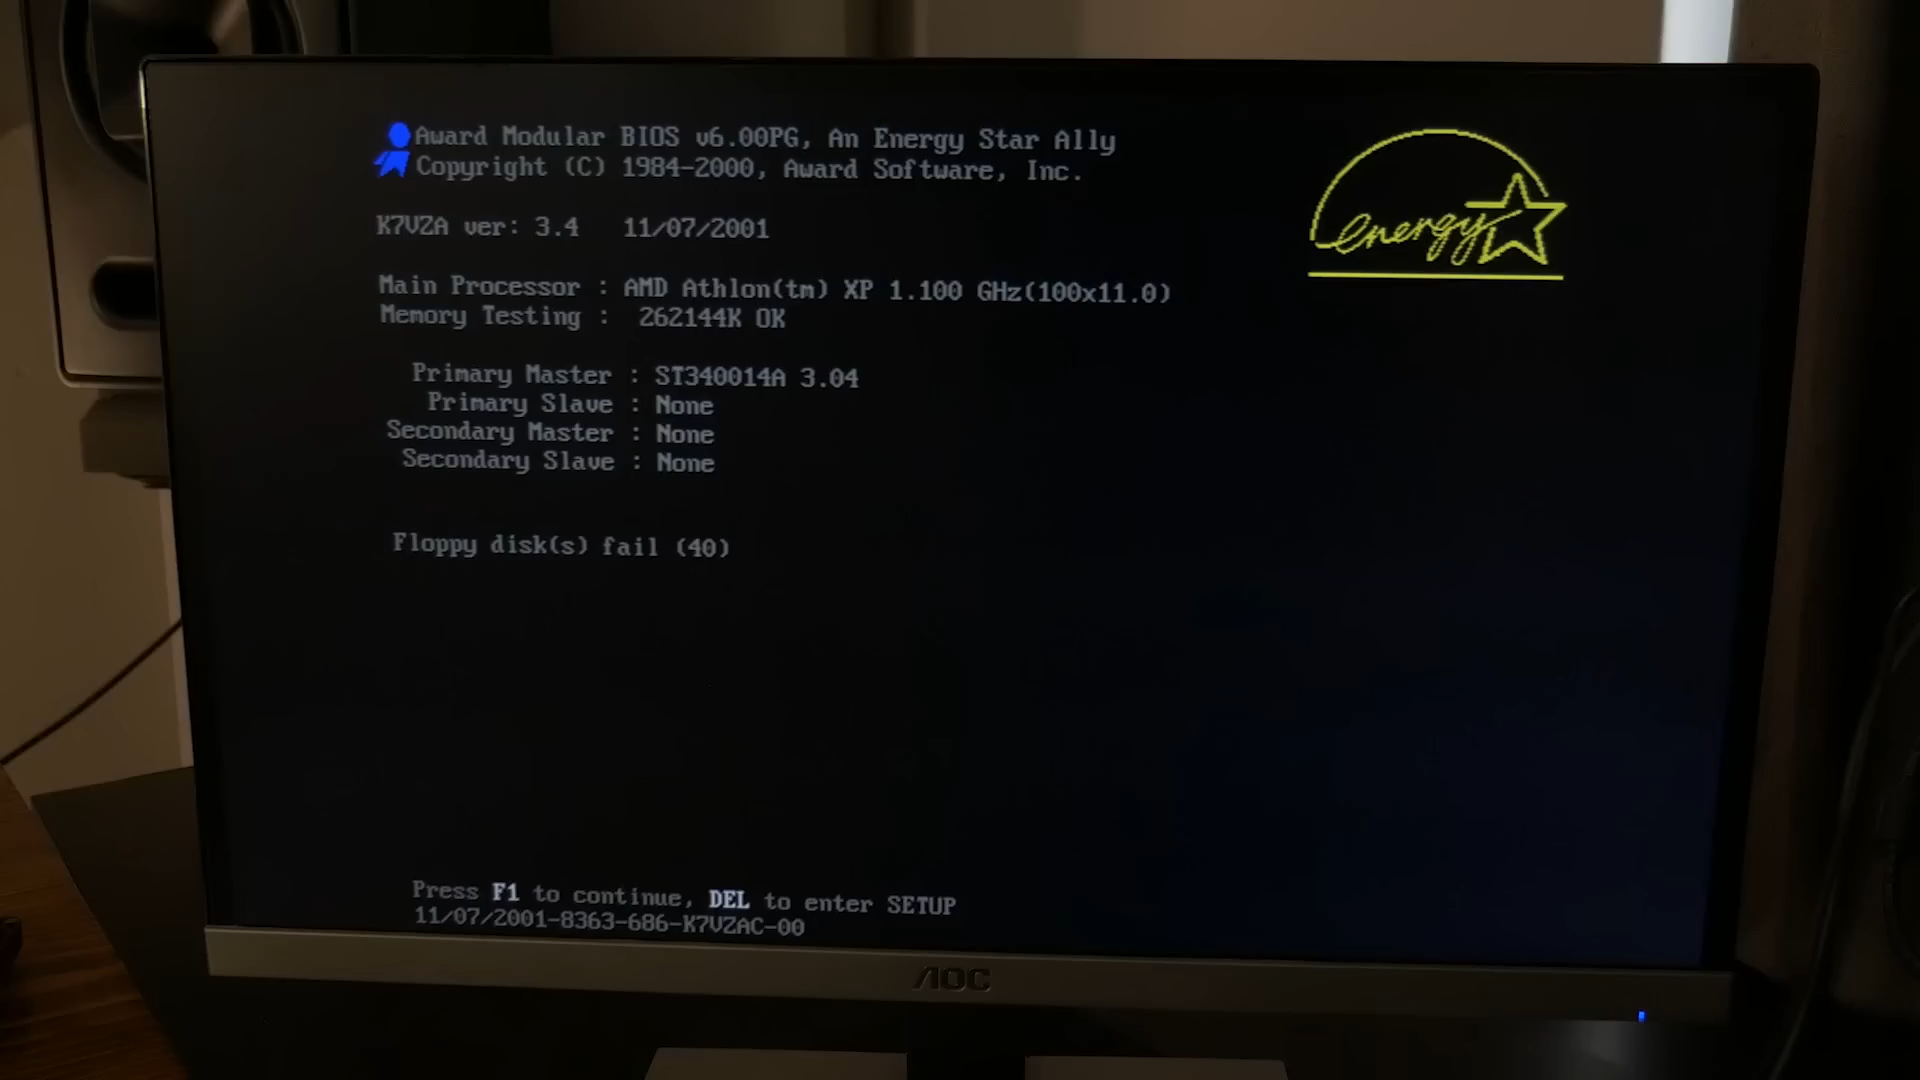 Award Modular BIOS v6.00PG, An Energy Star Ally
Copyright (C) 1984-2000, Award Software, Inc.
energy
K7VZA ver: 3.4 11/07/2001
Main Processor : AMD Athlon(tm) XP 1.100 GHz(100x11.0)
Memory Testing : 262144K OK
Primary Master : ST340014A 3.04
Primary Slave : None
Secondary Master : None
Secondary Slave : None
Floppy disk(s) fail (40)
Press F1 to continue, DEL to enter SETUP
11/07/2001-8363-686-K7VZAC-00
AOC